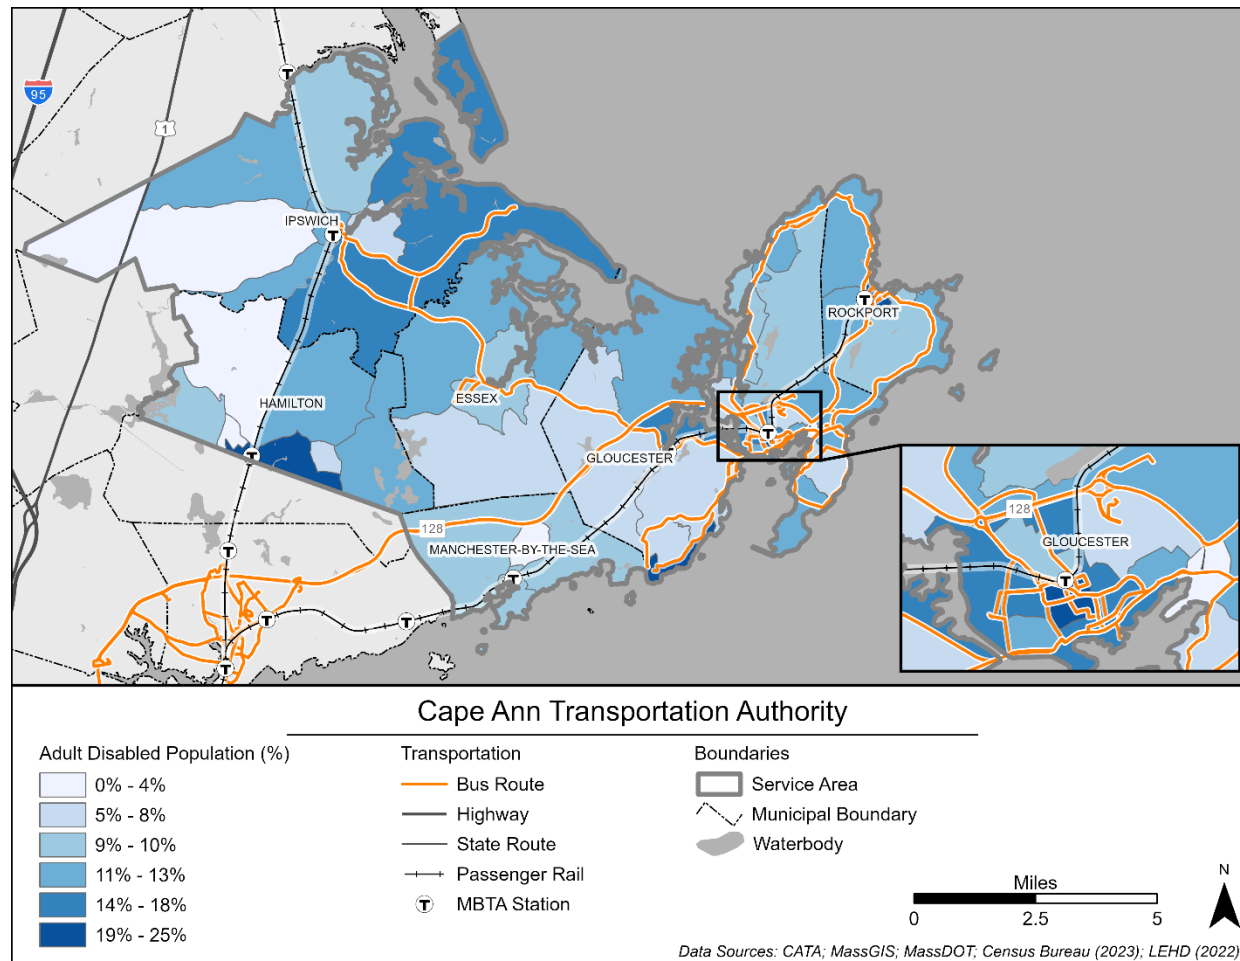 95
1
IPSWICH
ROCKPORT
HAMILTON
ESSEX
GLOUCESTER
128
MANCHESTER-BY-THE-SEA
128
GLOUCESTER
T
T
T
T
T
T
T
T
T
T
T
Cape Ann Transportation Authority
Adult Disabled Population (%)
0% - 4%
5% - 8%
9% - 10%
11% - 13%
14% - 18%
19% - 25%
Transportation
Bus Route
Highway
State Route
Passenger Rail
T MBTA Station
Boundaries
Service Area
Municipal Boundary
Waterbody
Miles
0 2.5 5
N
Data Sources: CATA; MassGIS; MassDOT; Census Bureau (2023); LEHD (2022)